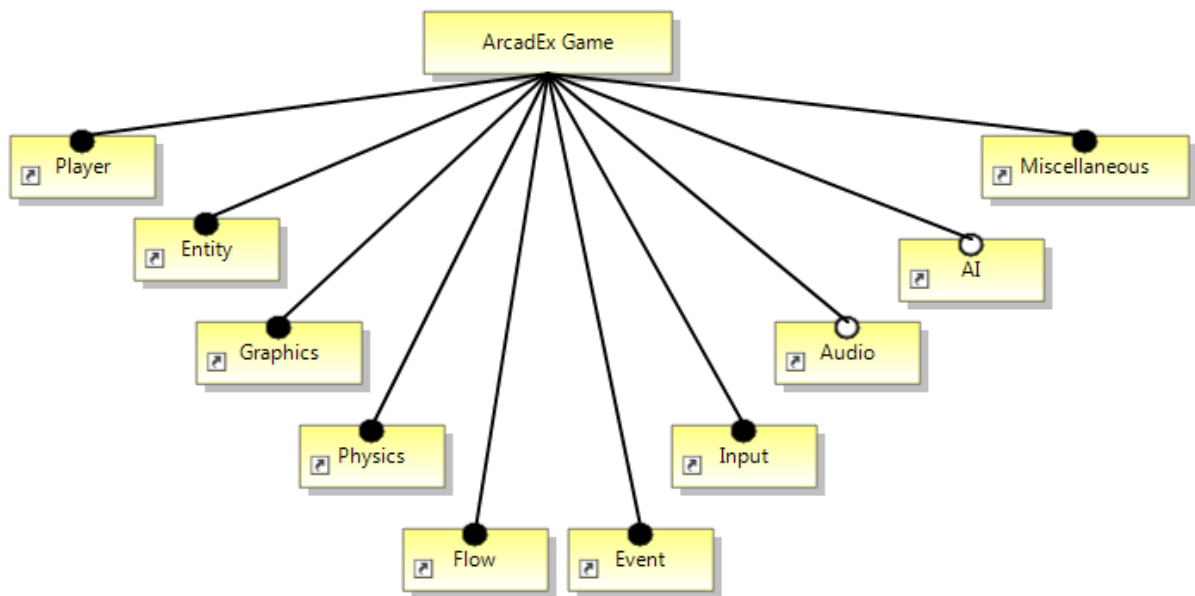 ArcadEx Game
Player
Miscellaneous
Entity
AI
Graphics
Audio
Physics
Input
Flow
Event